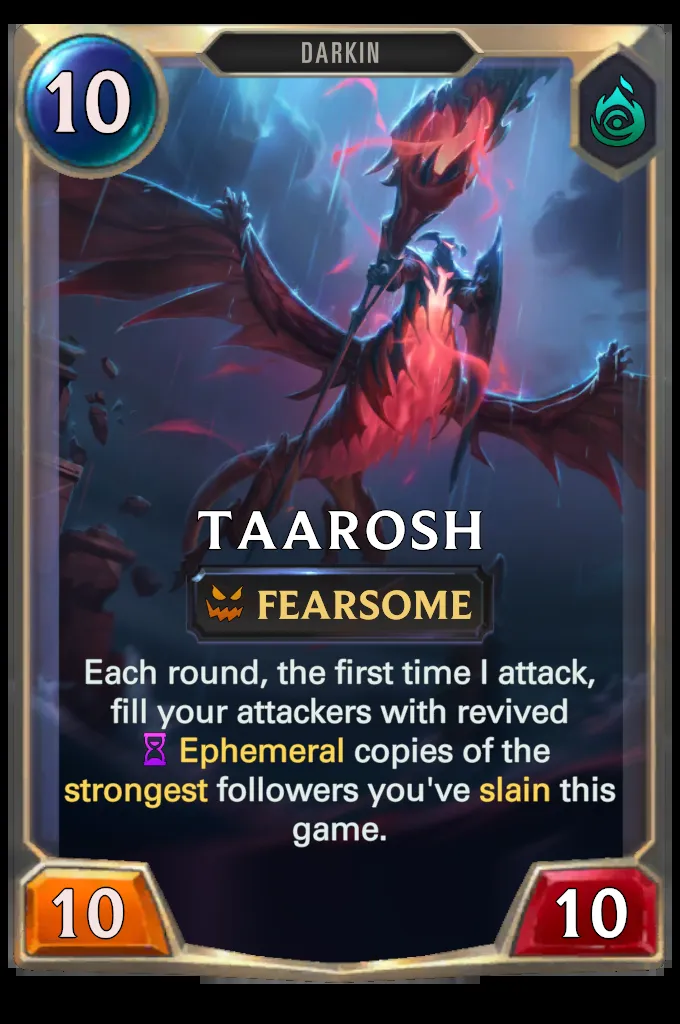 DARKIN
10
TAAROSH
FEARSOME
Each round, the first time I attack,
fill your attackers with revived
Ephemeral copies of the
strongest followers you've slain this
game.
10
10